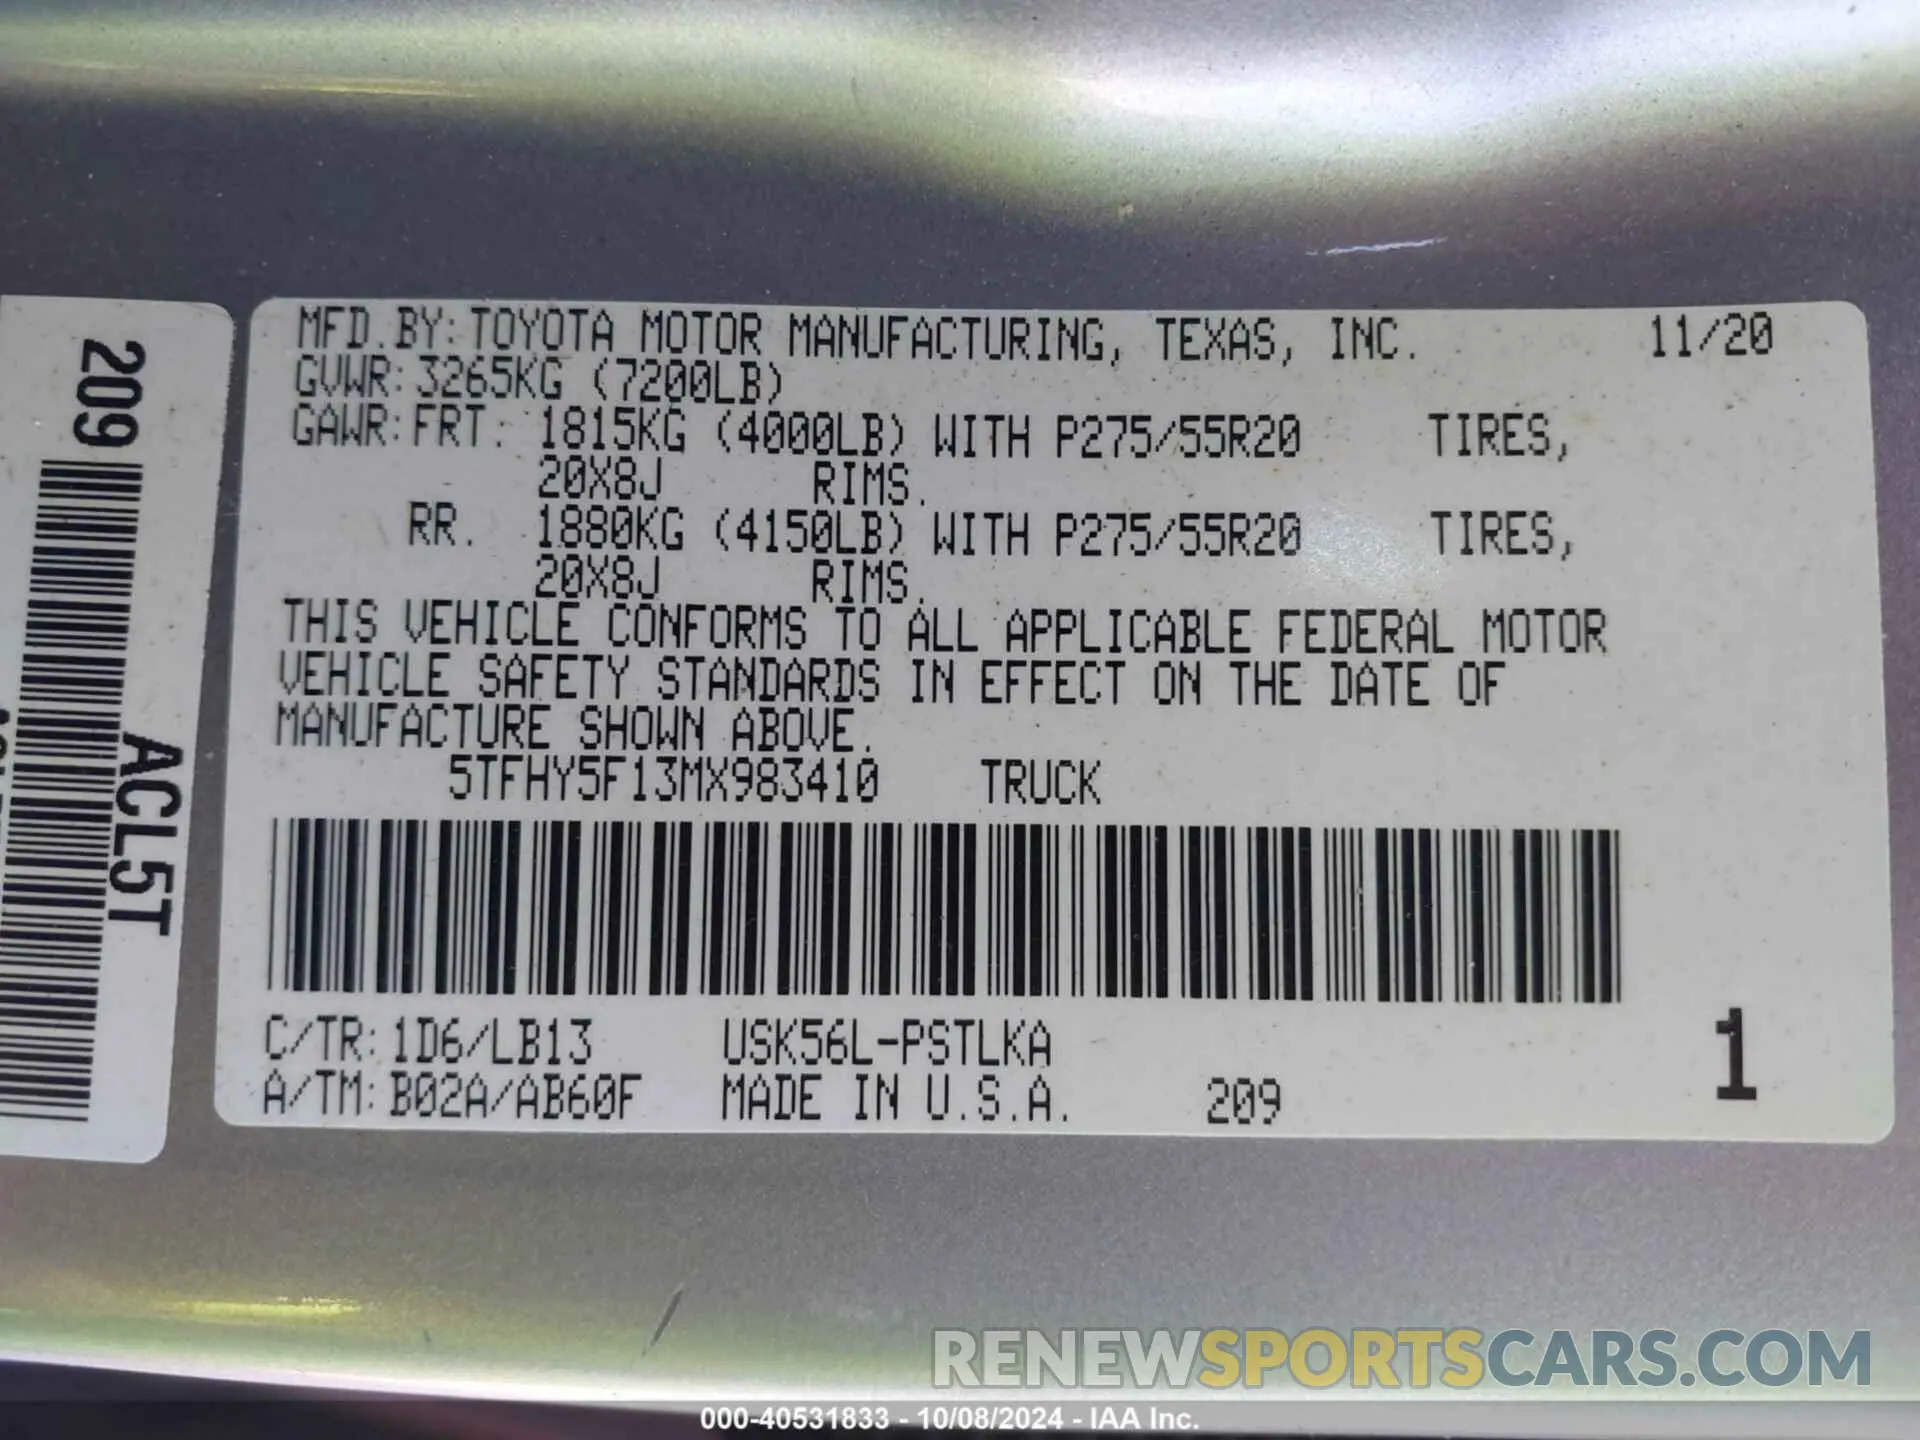 MFD.BY:TOYOTA MOTOR MANUFACTURING, TEXAS, INC. 11/20
GVWR:3265KG (7200LB)
GAWR:FRT. 1815KG (4000LB) WITH P275/55R20 TIRES,
20X8J RIMS.
RR. 1880KG (4150LB) WITH P275/55R20 TIRES,
20X8J RIMS.
THIS VEHICLE CONFORMS TO ALL APPLICABLE FEDERAL MOTOR
VEHICLE SAFETY STANDARDS IN EFFECT ON THE DATE OF
MANUFACTURE SHOWN ABOVE.
5TFHY5F13MX983410 TRUCK
C/TR:1D6/LB13 USK56L-PSTLKA
A/TM:B02A/AB60F MADE IN U.S.A. 209
1
209
ACL5T
RENEWSPORTSCARS.COM
000-40531833 - 10/08/2024 - IAA Inc.